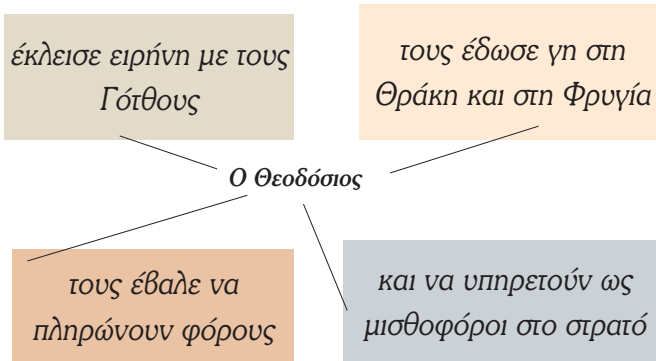 έκλεισε ειρήνη με τους
Γότθους
τους έδωσε γη στη
Θράκη και στη Φρυγία
Ο Θεοδόσιος
τους έβαλε να
πληρώνουν φόρους
και να υπηρετούν ως
μισθοφόροι στο στρατό